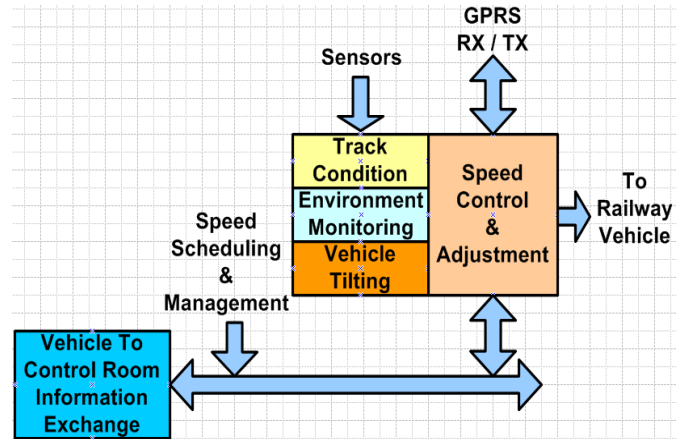 GPRS
RX / TX
Sensors
Track
Condition
Environment
Monitoring
Vehicle
Tilting
Speed
Control
&
Adjustment
To
Railway
Vehicle
Speed
Scheduling
&
Management
Vehicle To
Control Room
Information
Exchange